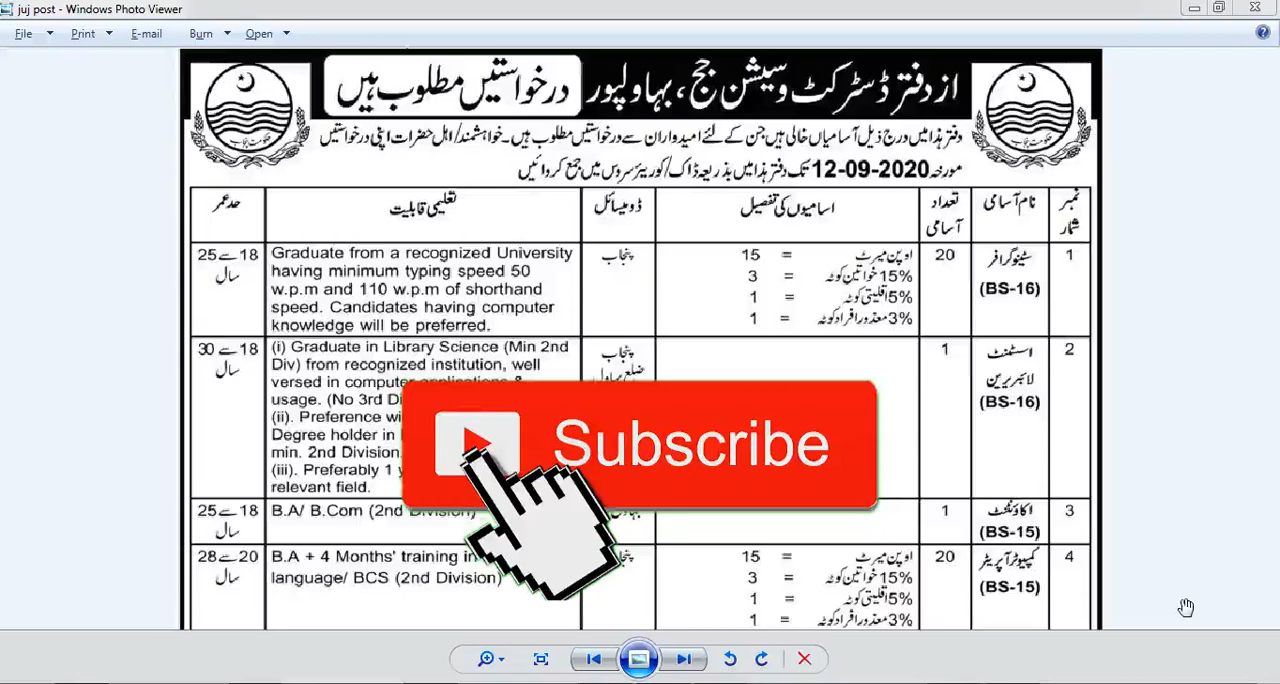 juj post - Windows Photo Viewer
File Print E-mail Burn Open
از دفتر ڈسٹرکٹ و سیشن جج، بہاولپور درخواستیں مطلوب ہیں
دفتر ہذا میں درج ذیل آسامیاں خالی ہیں جن کے لئے امیدواران سے درخواستیں مطلوب ہیں۔ خواہشمند/اہل حضرات اپنی درخواستیں
مورخہ 12-09-2020 تک دفتر ہذا میں بذریعہ ڈاک/کوریئر سروس میں جمع کروائیں
نمبر شمار نام آسامی تعداد آسامی اسامیوں کی تفصیل ڈومیسائل تعلیمی قابلیت حد عمر
1 سٹینوگرافر (BS-16) 20
اوپن میرٹ = 15
15% خواتین کوٹہ = 3
5% اقلیتی کوٹہ = 1
3% معذور افراد کوٹہ = 1
پنجاب
Graduate from a recognized University
having minimum typing speed 50
w.p.m and 110 w.p.m of shorthand
speed. Candidates having computer
knowledge will be preferred.
18 سے 25
سال
2 اسسٹنٹ
لائبریرین
(BS-16)
1
پنجاب
ضلع بہاول
(i) Graduate in Library Science (Min 2nd
Div) from recognized institution, well
versed in computer applications &
usage. (No 3rd Di
(ii). Preference wi
Degree holder in
min. 2nd Division.
(iii). Preferably 1 y
relevant field.
18 سے 30
سال
Subscribe
3 اکاؤنٹنٹ
(BS-15)
1
B.A/ B.Com (2nd Division)
18 سے 25
سال
4 کمپیوٹر آپریٹر
(BS-15)
20
اوپن میرٹ = 15
15% خواتین کوٹہ = 3
5% اقلیتی کوٹہ = 1
3% معذور افراد کوٹہ = 1
B.A + 4 Months' training in
language/ BCS (2nd Division)
20 سے 28
سال